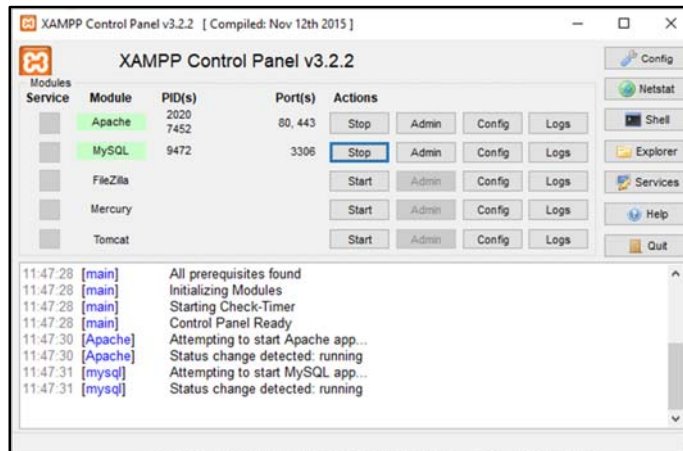 XAMPP Control Panel v3.2.2 [ Compiled: Nov 12th 2015 ]
XAMPP Control Panel v3.2.2
Config
Modules
Service Module PID(s) Port(s) Actions
Netstat
Apache 2020 7452 80, 443 Stop Admin Config Logs
Shell
MySQL 9472 3306 Stop Admin Config Logs
Explorer
FileZilla Start Admin Config Logs
Services
Mercury Start Admin Config Logs
Help
Tomcat Start Admin Config Logs
Quit
11:47:28 [main] All prerequisites found
11:47:28 [main] Initializing Modules
11:47:28 [main] Starting Check-Timer
11:47:28 [main] Control Panel Ready
11:47:30 [Apache] Attempting to start Apache app...
11:47:30 [Apache] Status change detected: running
11:47:31 [mysql] Attempting to start MySQL app...
11:47:31 [mysql] Status change detected: running